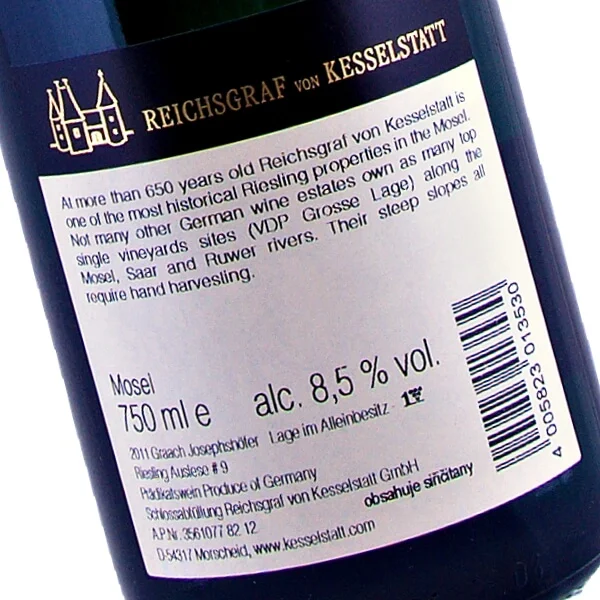 REICHSGRAF VON KESSELSTATT
At more than 650 years old Reichsgraf von Kesselstatt is
one of the most historical Riesling properties in the Mosel.
Not many other German wine estates own as many top
single vineyards sites (VDP Grosse Lage) along the
Mosel, Saar and Ruwer rivers. Their steep slopes all
require hand harvesting.
Mosel
750 ml e alc. 8,5 % vol.
2011 Graach Josephshöfer Lage im Alleinbesitz
Riesling Auslese # 9
Prädikatswein Produce of Germany
Schlossabfüllung Reichsgraf von Kesselstatt GmbH
A.P.Nr. 3561077 82 12 obsahuje siričitany
D-54317 Morscheid, www.kesselstatt.com
4 005823 013530